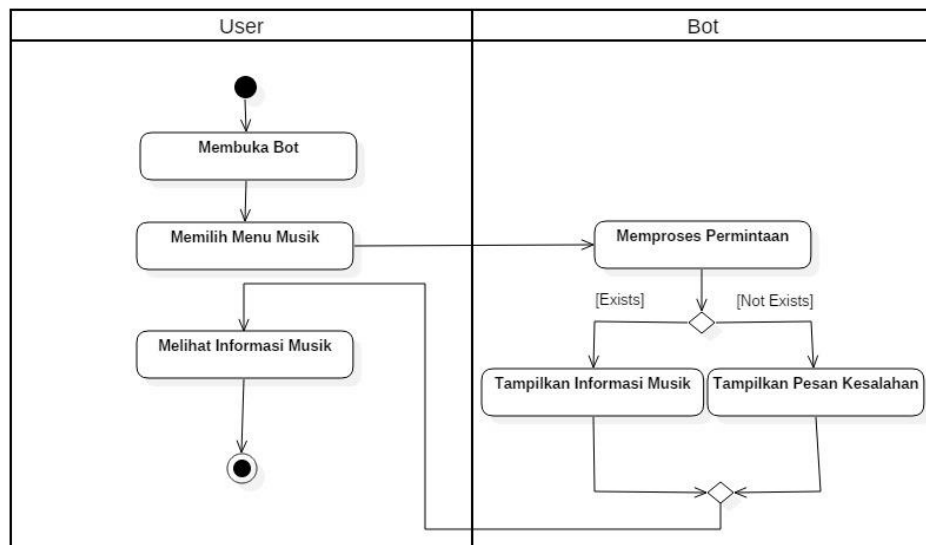 User
Bot
Membuka Bot
Memilih Menu Musik
Memproses Permintaan
[Exists]
[Not Exists]
Melihat Informasi Musik
Tampilkan Informasi Musik
Tampilkan Pesan Kesalahan